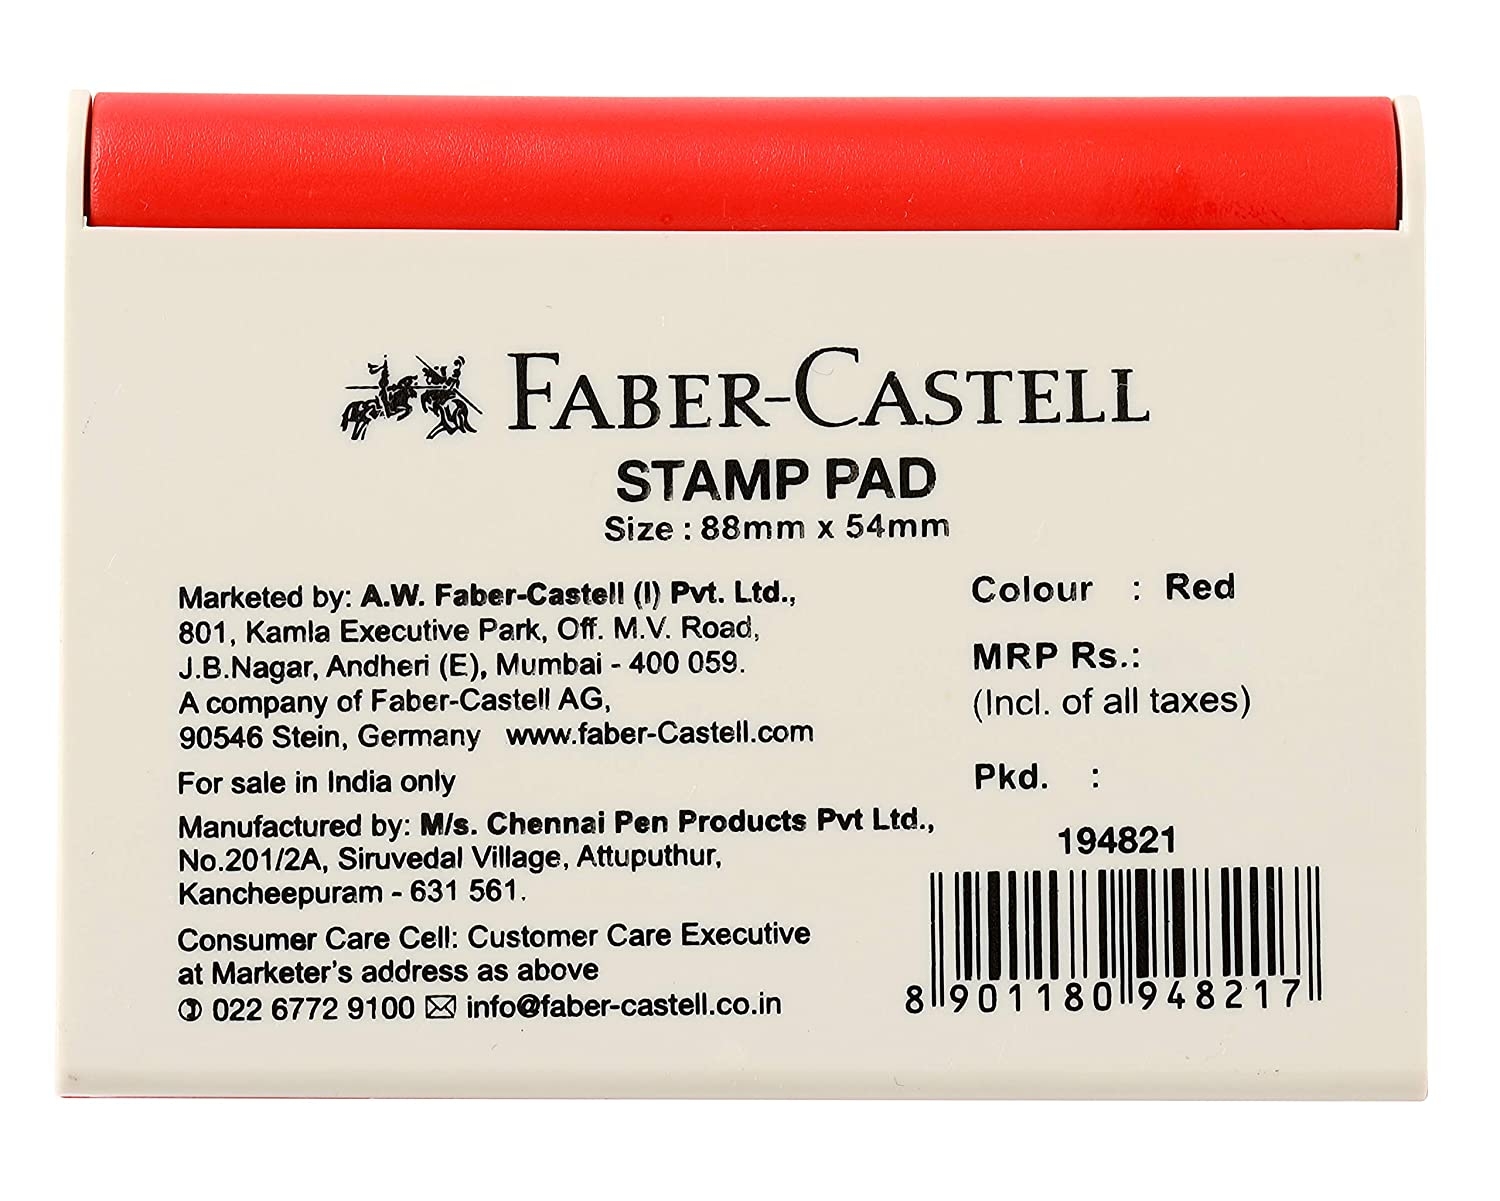 FABER-CASTELL
STAMP PAD
Size : 88mm x 54mm
Marketed by: A.W. Faber-Castell (I) Pvt. Ltd.,
801, Kamla Executive Park, Off. M.V. Road,
J.B.Nagar, Andheri (E), Mumbai - 400 059.
A company of Faber-Castell AG,
90546 Stein, Germany www.faber-Castell.com
For sale in India only
Manufactured by: M/s. Chennai Pen Products Pvt Ltd.,
No.201/2A, Siruvedal Village, Attuputhur,
Kancheepuram - 631 561.
Consumer Care Cell: Customer Care Executive
at Marketer's address as above
022 6772 9100 info@faber-castell.co.in
Colour : Red
MRP Rs.:
(Incl. of all taxes)
Pkd. :
194821
8 901180 948217